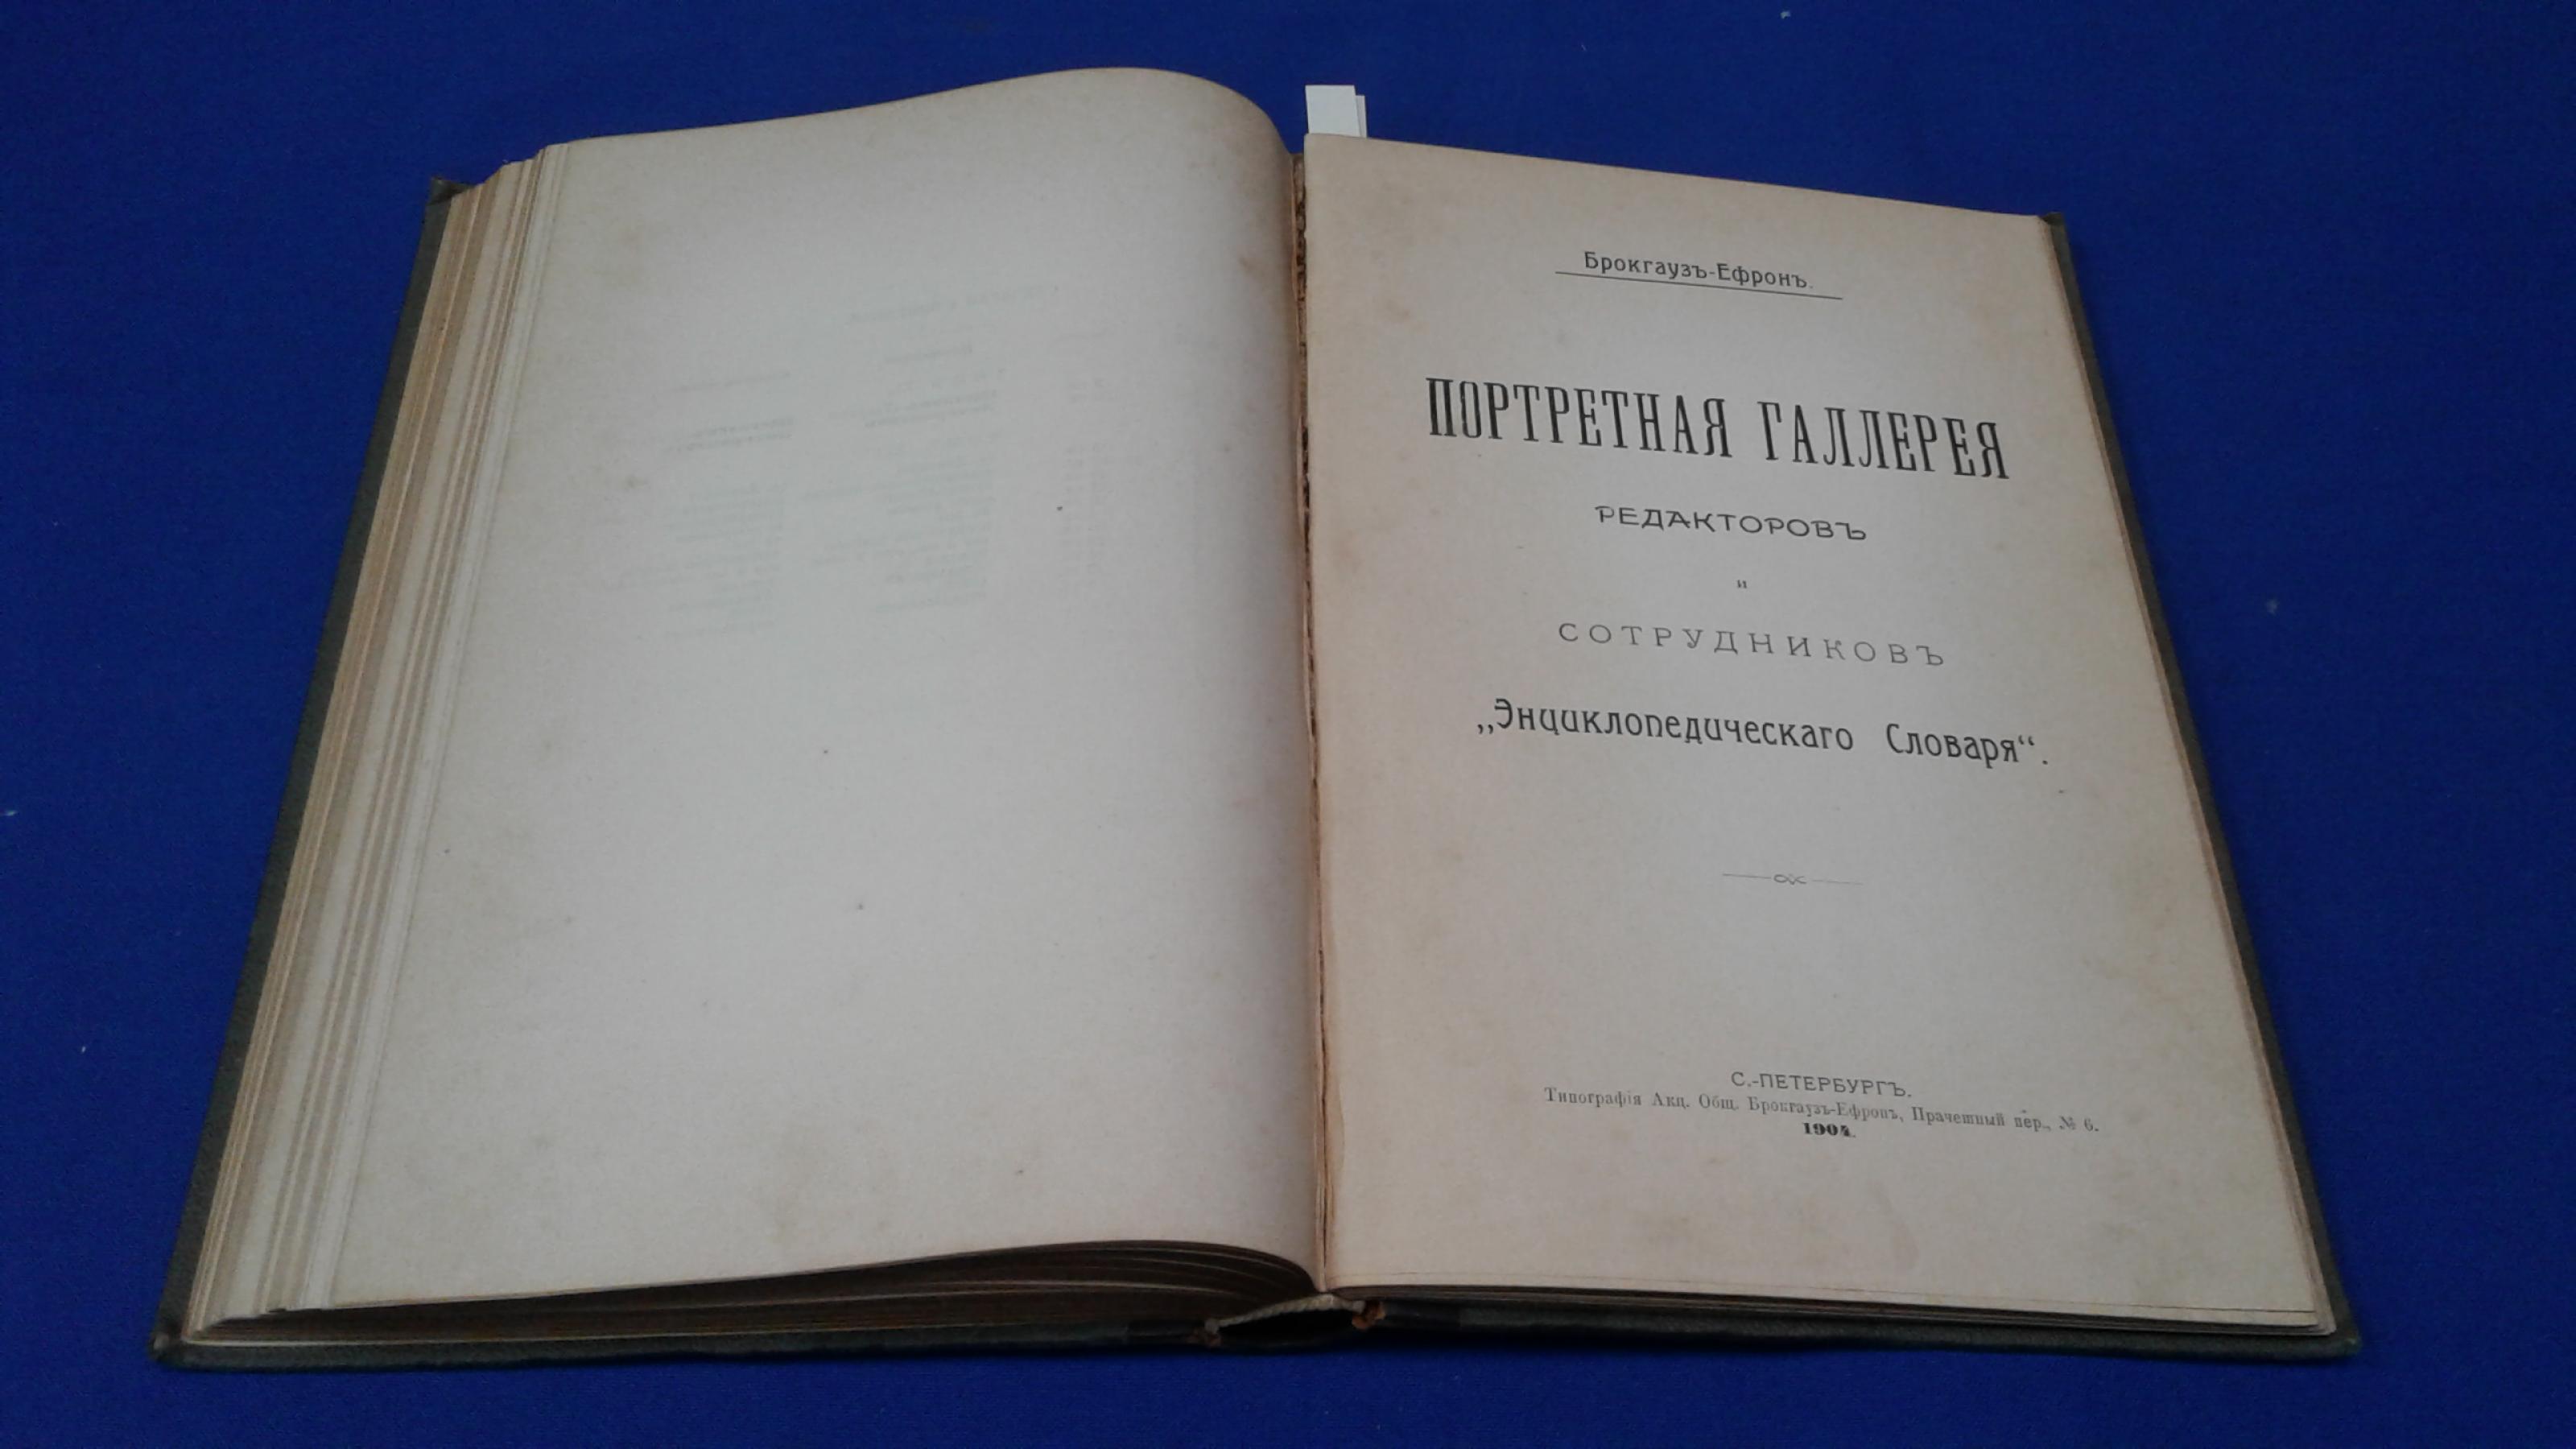 Брокгаузъ-Ефронъ.
ПОРТРЕТНАЯ ГАЛЛЕРЕЯ
РЕДАКТОРОВЪ
и
СОТРУДНИКОВЪ
„Энциклопедическаго Словаря“.
С.-ПЕТЕРБУРГЪ.
Типографія Акц. Общ. Брокгаузъ-Ефронъ, Прачешный пер., № 6.
1904.